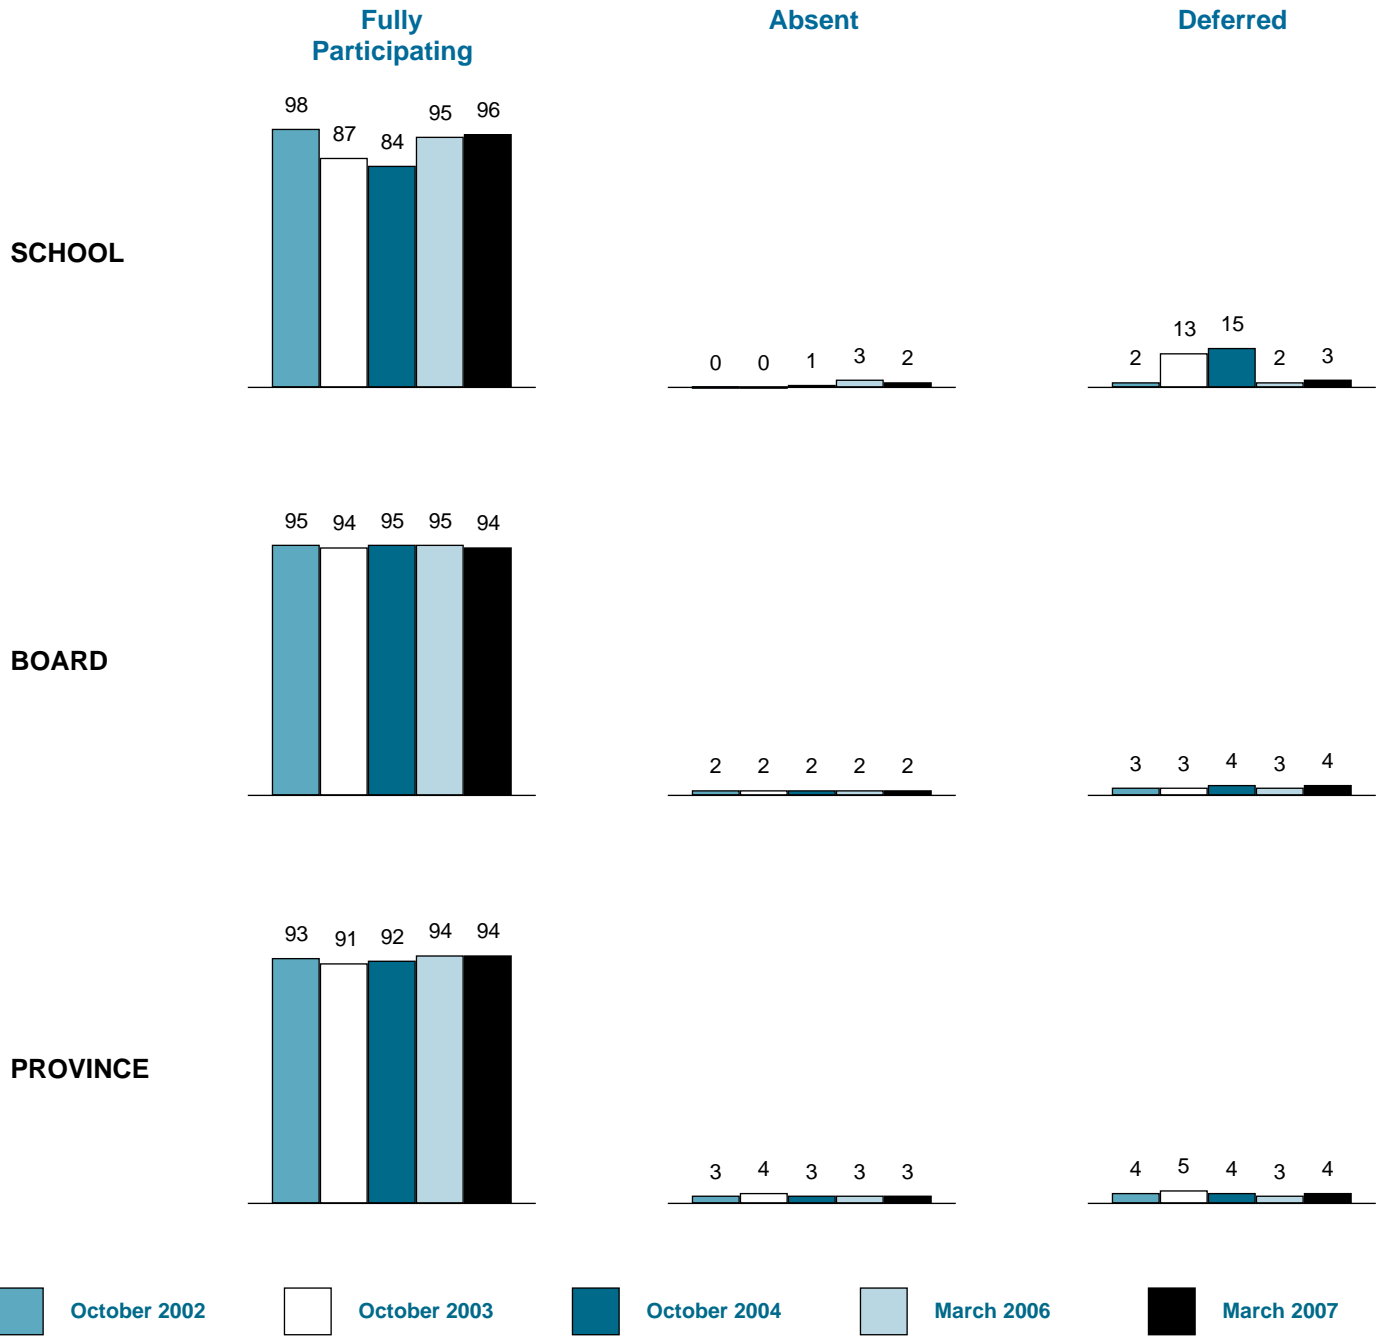 Fully
Participating
Absent
Deferred
SCHOOL
98 87 84 95 96
0 0 1 3 2
2 13 15 2 3
BOARD
95 94 95 95 94
2 2 2 2 2
3 3 4 3 4
PROVINCE
93 91 92 94 94
3 4 3 3 3
4 5 4 3 4
October 2002 October 2003 October 2004 March 2006 March 2007